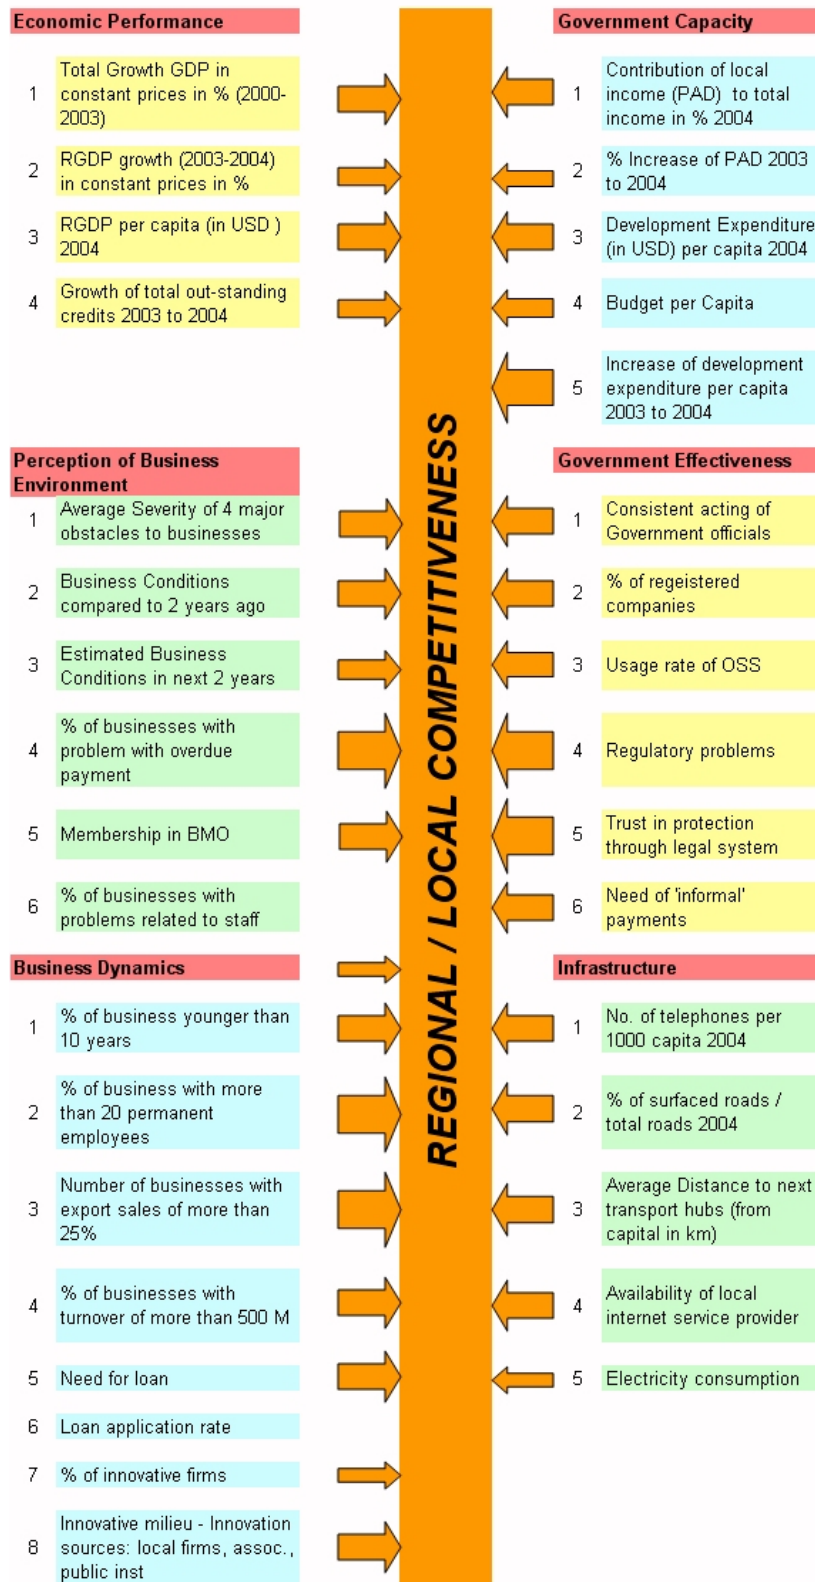 Economic Performance
1
Total Growth GDP in
constant prices in % (2000-
2003)
2
RGDP growth (2003-2004)
in constant prices in %
3
RGDP per capita (in USD )
2004
4
Growth of total out-standing
credits 2003 to 2004
Perception of Business
Environment
1
Average Severity of 4 major
obstacles to businesses
2
Business Conditions
compared to 2 years ago
3
Estimated Business
Conditions in next 2 years
4
% of businesses with
problem with overdue
payment
5
Membership in BMO
6
% of businesses with
problems related to staff
Business Dynamics
1
% of business younger than
10 years
2
% of business with more
than 20 permanent
employees
3
Number of businesses with
export sales of more than
25%
4
% of businesses with
turnover of more than 500 M
5
Need for loan
6
Loan application rate
7
% of innovative firms
8
Innovative milieu - Innovation
sources: local firms, assoc.,
public inst
REGIONAL / LOCAL COMPETITIVENESS
Government Capacity
1
Contribution of local
income (PAD) to total
income in % 2004
2
% Increase of PAD 2003
to 2004
3
Development Expenditure
(in USD) per capita 2004
4
Budget per Capita
5
Increase of development
expenditure per capita
2003 to 2004
Government Effectiveness
1
Consistent acting of
Government officials
2
% of regeistered
companies
3
Usage rate of OSS
4
Regulatory problems
5
Trust in protection
through legal system
6
Need of 'informal'
payments
Infrastructure
1
No. of telephones per
1000 capita 2004
2
% of surfaced roads /
total roads 2004
3
Average Distance to next
transport hubs (from
capital in km)
4
Availability of local
internet service provider
5
Electricity consumption